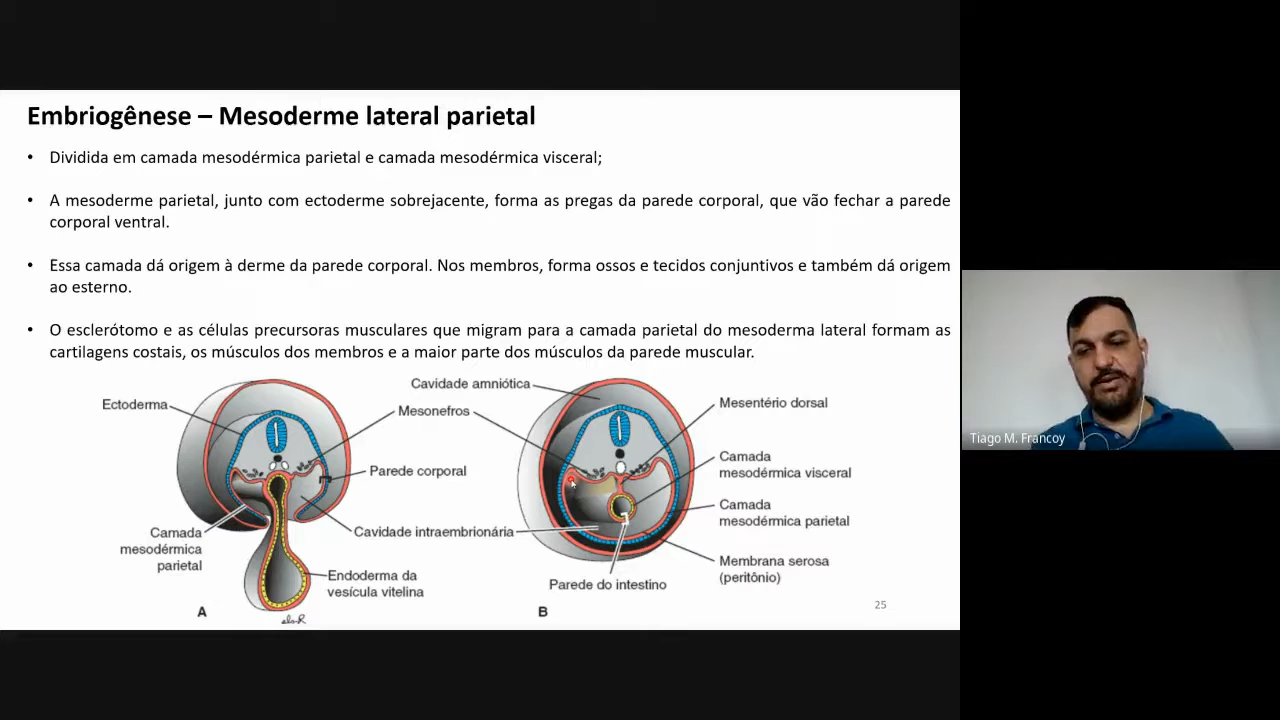 Embriogênese – Mesoderme lateral parietal
• Dividida em camada mesodérmica parietal e camada mesodérmica visceral;
• A mesoderme parietal, junto com ectoderme sobrejacente, forma as pregas da parede corporal, que vão fechar a parede
corporal ventral.
• Essa camada dá origem à derme da parede corporal. Nos membros, forma ossos e tecidos conjuntivos e também dá origem
ao esterno.
• O esclerótomo e as células precursoras musculares que migram para a camada parietal do mesoderma lateral formam as
cartilagens costais, os músculos dos membros e a maior parte dos músculos da parede muscular.
Ectoderma
Cavidade amniótica
Mesonefros
Parede corporal
Camada
mesodérmica
parietal
Cavidade intraembrionária
Endoderma da
vesícula vitelina
A
Mesentério dorsal
Camada
mesodérmica visceral
Camada
mesodérmica parietal
Membrana serosa
(peritônio)
Parede do intestino
B
25
Tiago M. Francoy